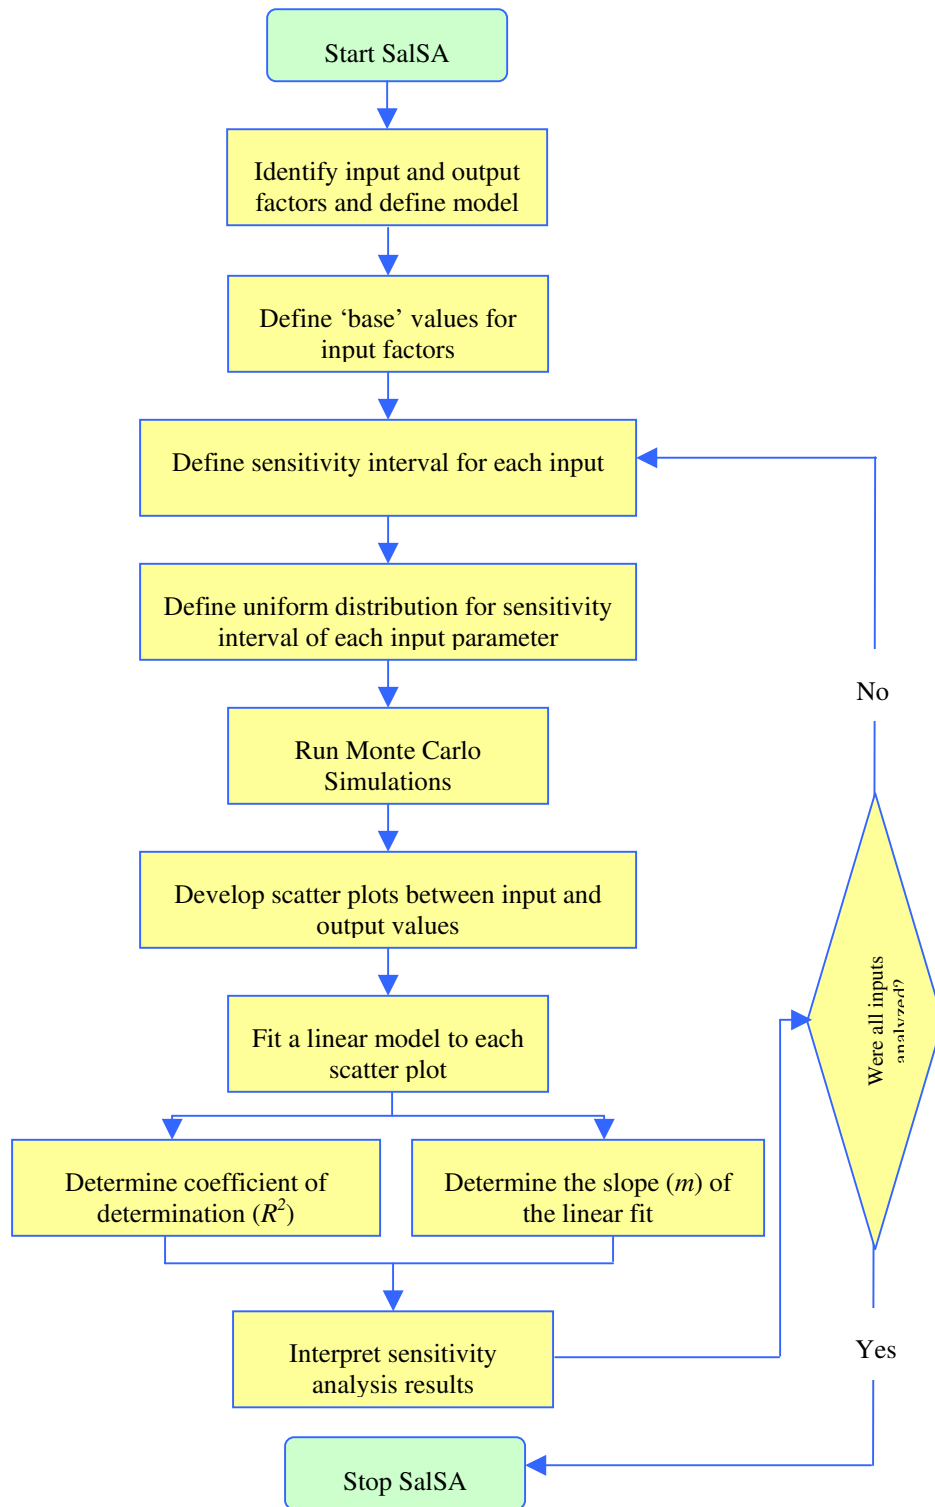 Start SalSA
Identify input and output
factors and define model
Define ‘base’ values for
input factors
Define sensitivity interval for each input
Define uniform distribution for sensitivity
interval of each input parameter
No
Run Monte Carlo
Simulations
Develop scatter plots between input and
output values
Were all inputs
analyzed?
Fit a linear model to each
scatter plot
Determine coefficient of
determination (R²)
Determine the slope (m) of
the linear fit
Interpret sensitivity
analysis results
Yes
Stop SalSA